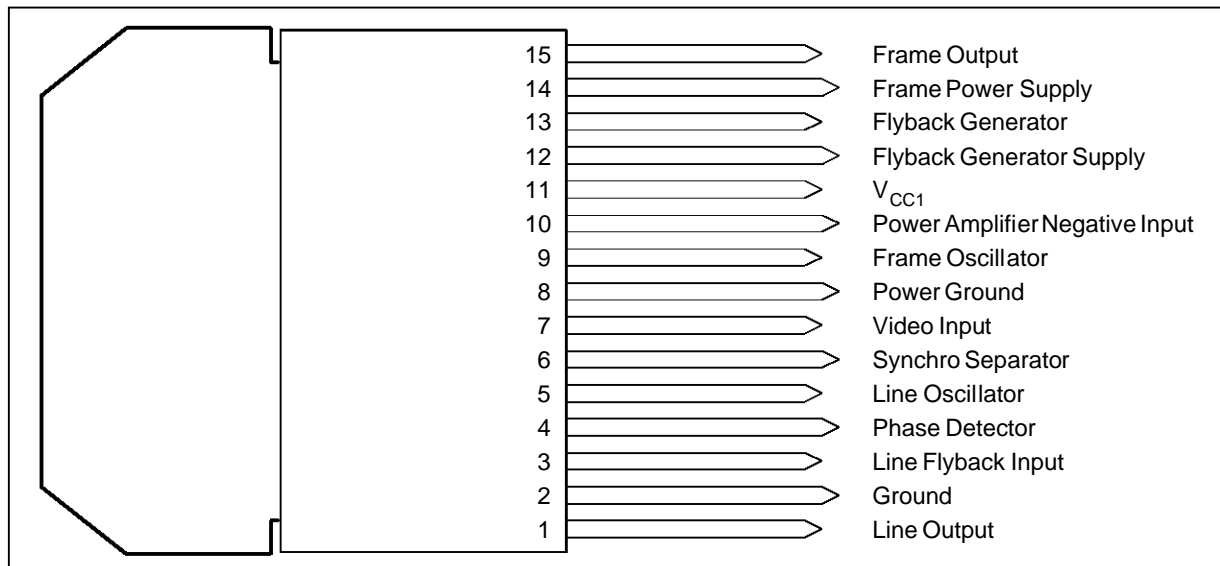 15 Frame Output
14 Frame Power Supply
13 Flyback Generator
12 Flyback Generator Supply
11 VCC1
10 Power Amplifier Negative Input
9 Frame Oscillator
8 Power Ground
7 Video Input
6 Synchro Separator
5 Line Oscillator
4 Phase Detector
3 Line Flyback Input
2 Ground
1 Line Output